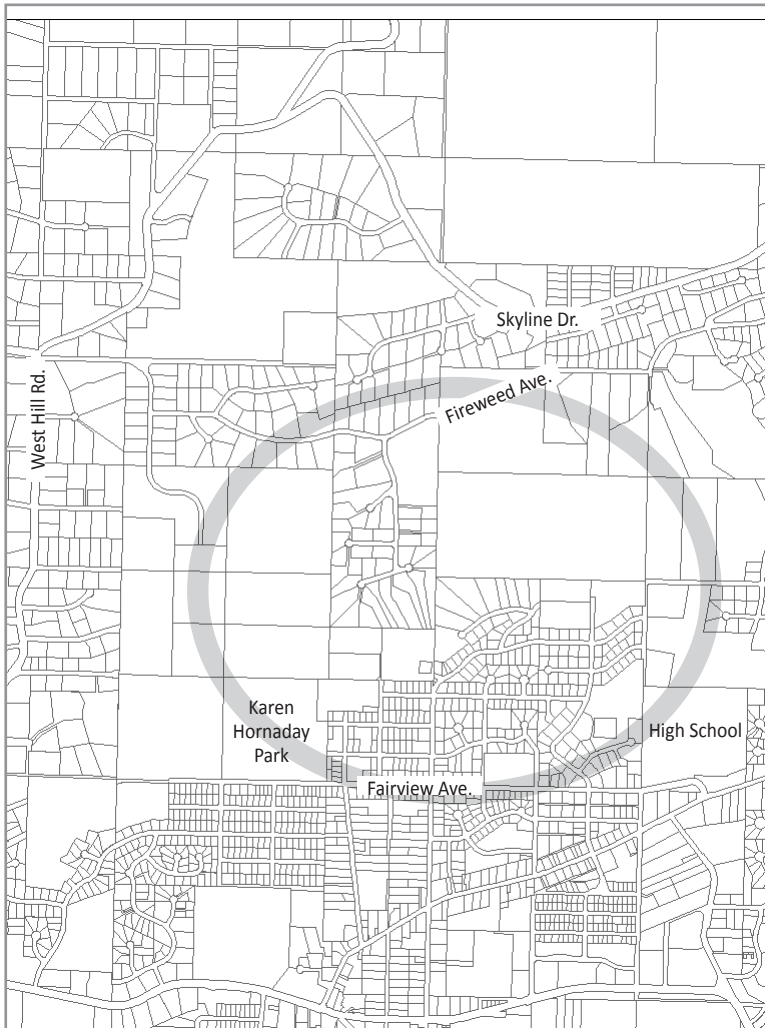 Skyline Dr.
West Hill Rd.
Fireweed Ave.
Karen
Hornaday
Park
High School
Fairview Ave.